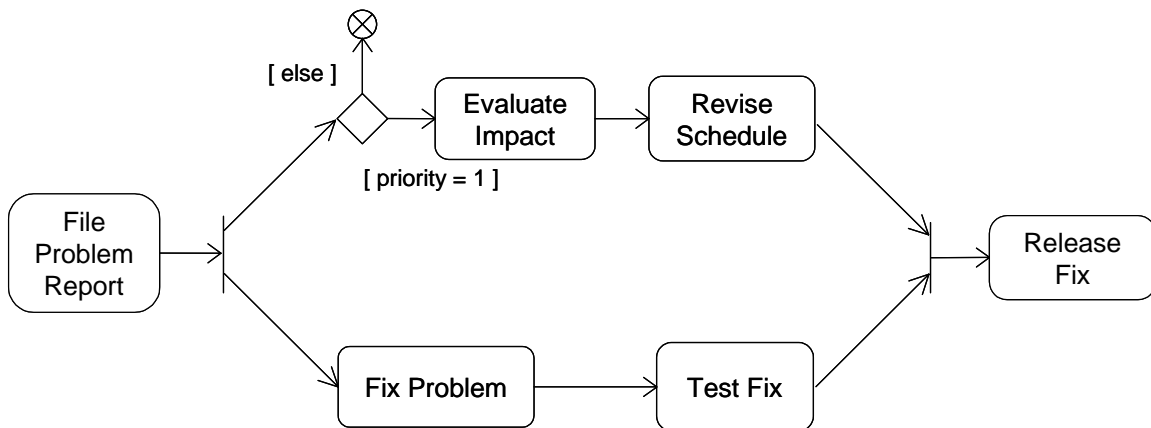 [ else ]
Evaluate
Impact
Revise
Schedule
[ priority = 1 ]
File
Problem
Report
Release
Fix
Fix Problem
Test Fix